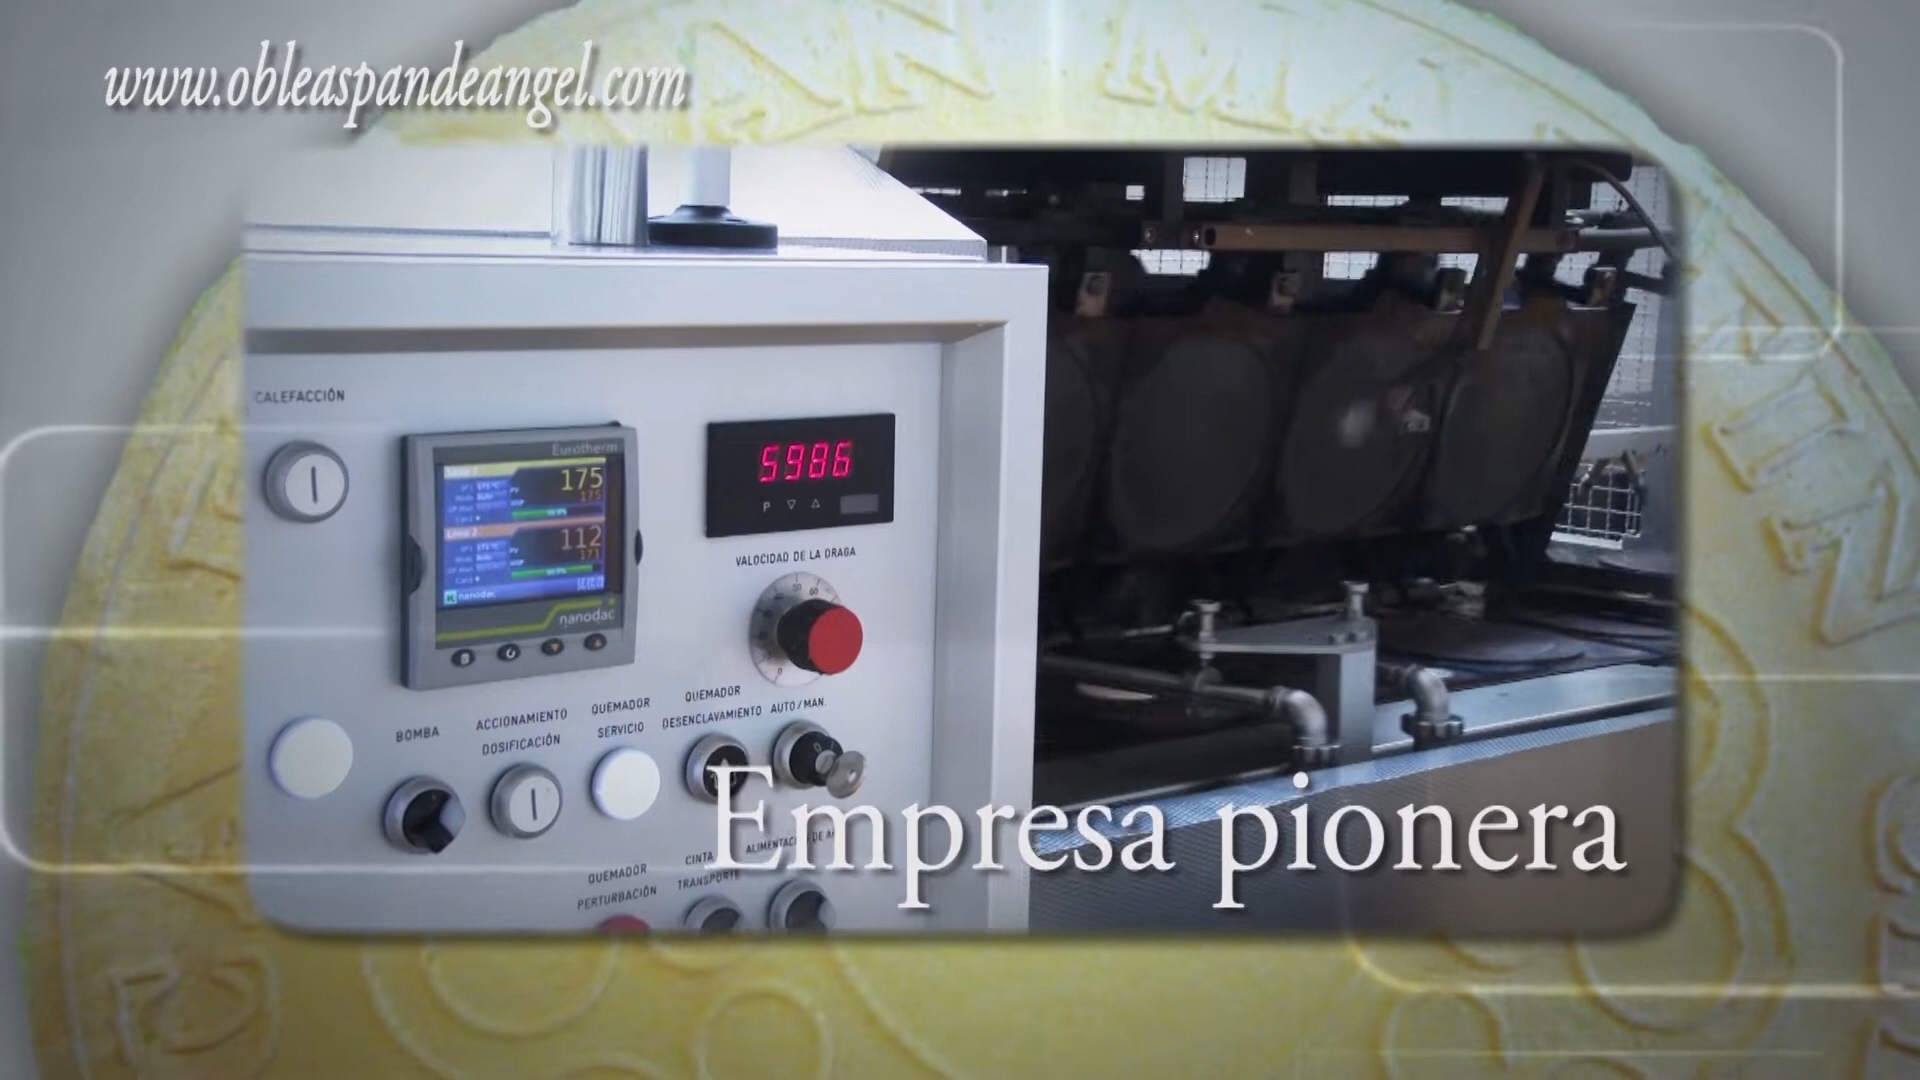 www.obleaspandeangel.com
CALEFACCIÓN
Eurotherm
175
175
112
171
nanodac
nanodac
5986
P
VALOCIDAD DE LA DRAGA
BOMBA
ACCIONAMIENTO
DOSIFICACIÓN
QUEMADOR
SERVICIO
QUEMADOR
DESENCLAVAMIENTO
AUTO/MAN.
Empresa pionera
QUEMADOR
PERTURBACIÓN
CINTA
TRANSPORTE